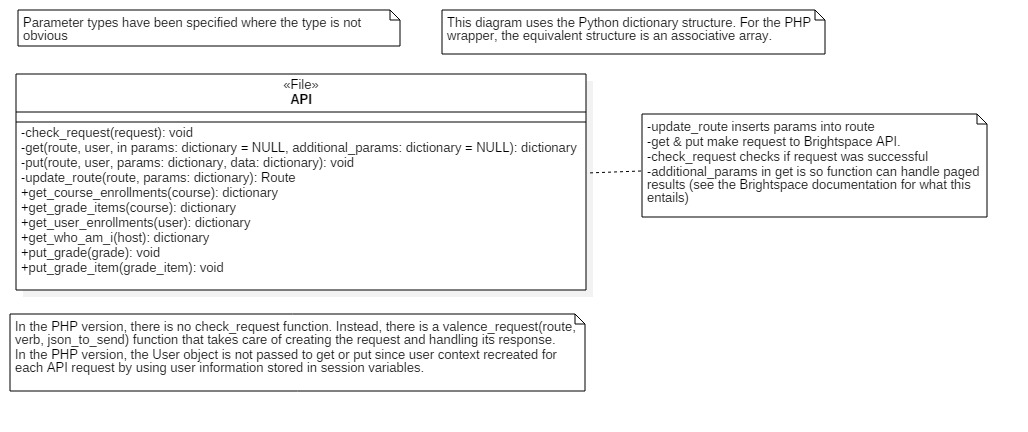 Parameter types have been specified where the type is not
obvious
This diagram uses the Python dictionary structure. For the PHP
wrapper, the equivalent structure is an associative array.
«File»
API
-check_request(request): void
-get(route, user, in params: dictionary = NULL, additional_params: dictionary = NULL): dictionary
-put(route, user, params: dictionary, data: dictionary): void
-update_route(route, params: dictionary): Route
+get_course_enrollments(course): dictionary
+get_grade_items(course): dictionary
+get_user_enrollments(user): dictionary
+get_who_am_i(host): dictionary
+put_grade(grade): void
+put_grade_item(grade_item): void
-update_route inserts params into route
-get & put make request to Brightspace API.
-check_request checks if request was successful
-additional_params in get is so function can handle paged
results (see the Brightspace documentation for what this
entails)
In the PHP version, there is no check_request function. Instead, there is a valence_request(route,
verb, json_to_send) function that takes care of creating the request and handling its response.
In the PHP version, the User object is not passed to get or put since user context recreated for
each API request by using user information stored in session variables.